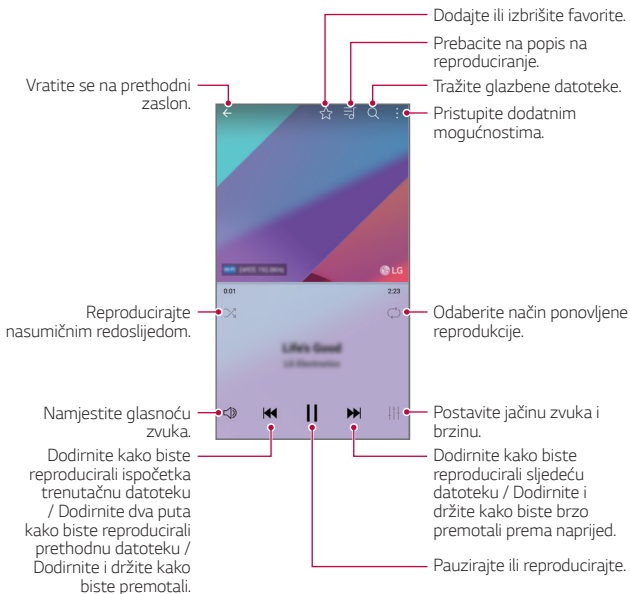 Dodajte ili izbrišite favorite.
Prebacite na popis na
reproduciranje.
Tražite glazbene datoteke.
Pristupite dodatnim
mogućnostima.
Vratite se na prethodni
zaslon.
LG
0:01
2:23
Reproducirajte
nasumičnim redoslijedom.
Odaberite način ponovljene
reprodukcije.
Life's Good
LG Electronics
Namjestite glasnoću
zvuka.
Postavite jačinu zvuka i
brzinu.
Dodirnite kako biste
reproducirali ispočetka
trenutačnu datoteku
/ Dodirnite dva puta
kako biste reproducirali
prethodnu datoteku /
Dodirnite i držite kako
biste premotali.
Dodirnite kako biste
reproducirali sljedeću
datoteku / Dodirnite i
držite kako biste brzo
premotali prema naprijed.
Pauzirajte ili reproducirajte.